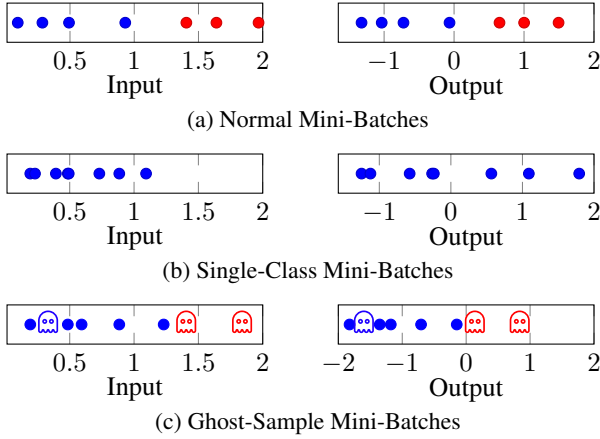 0.5 1 1.5 2 −1 0 1
Input Output
(a) Normal Mini-Batches
0.5 1 1.5 2 −1 0 1 2
Input Output
(b) Single-Class Mini-Batches
0.5 1 1.5 2 −2 −1 0 1 2
Input Output
(c) Ghost-Sample Mini-Batches